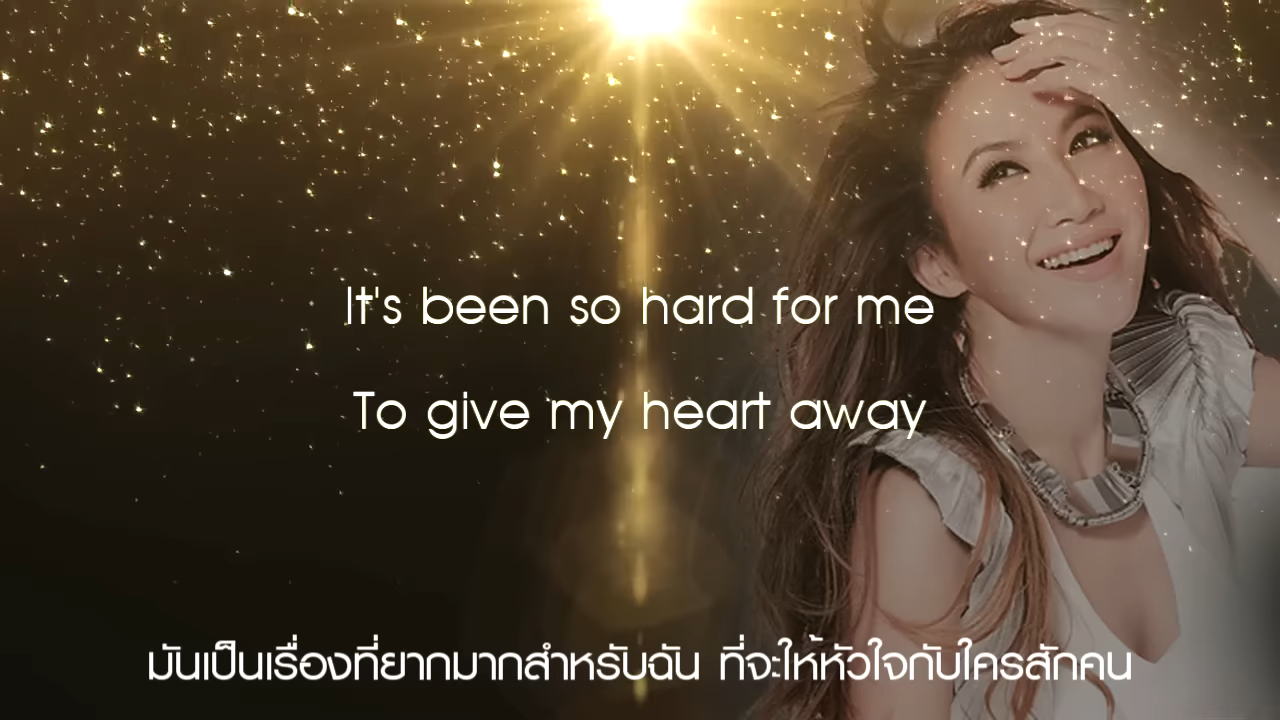 It's been so hard for me
To give my heart away
มันเป็นเรื่องที่ยากมากสำหรับฉัน ที่จะให้หัวใจกับใครสักคน